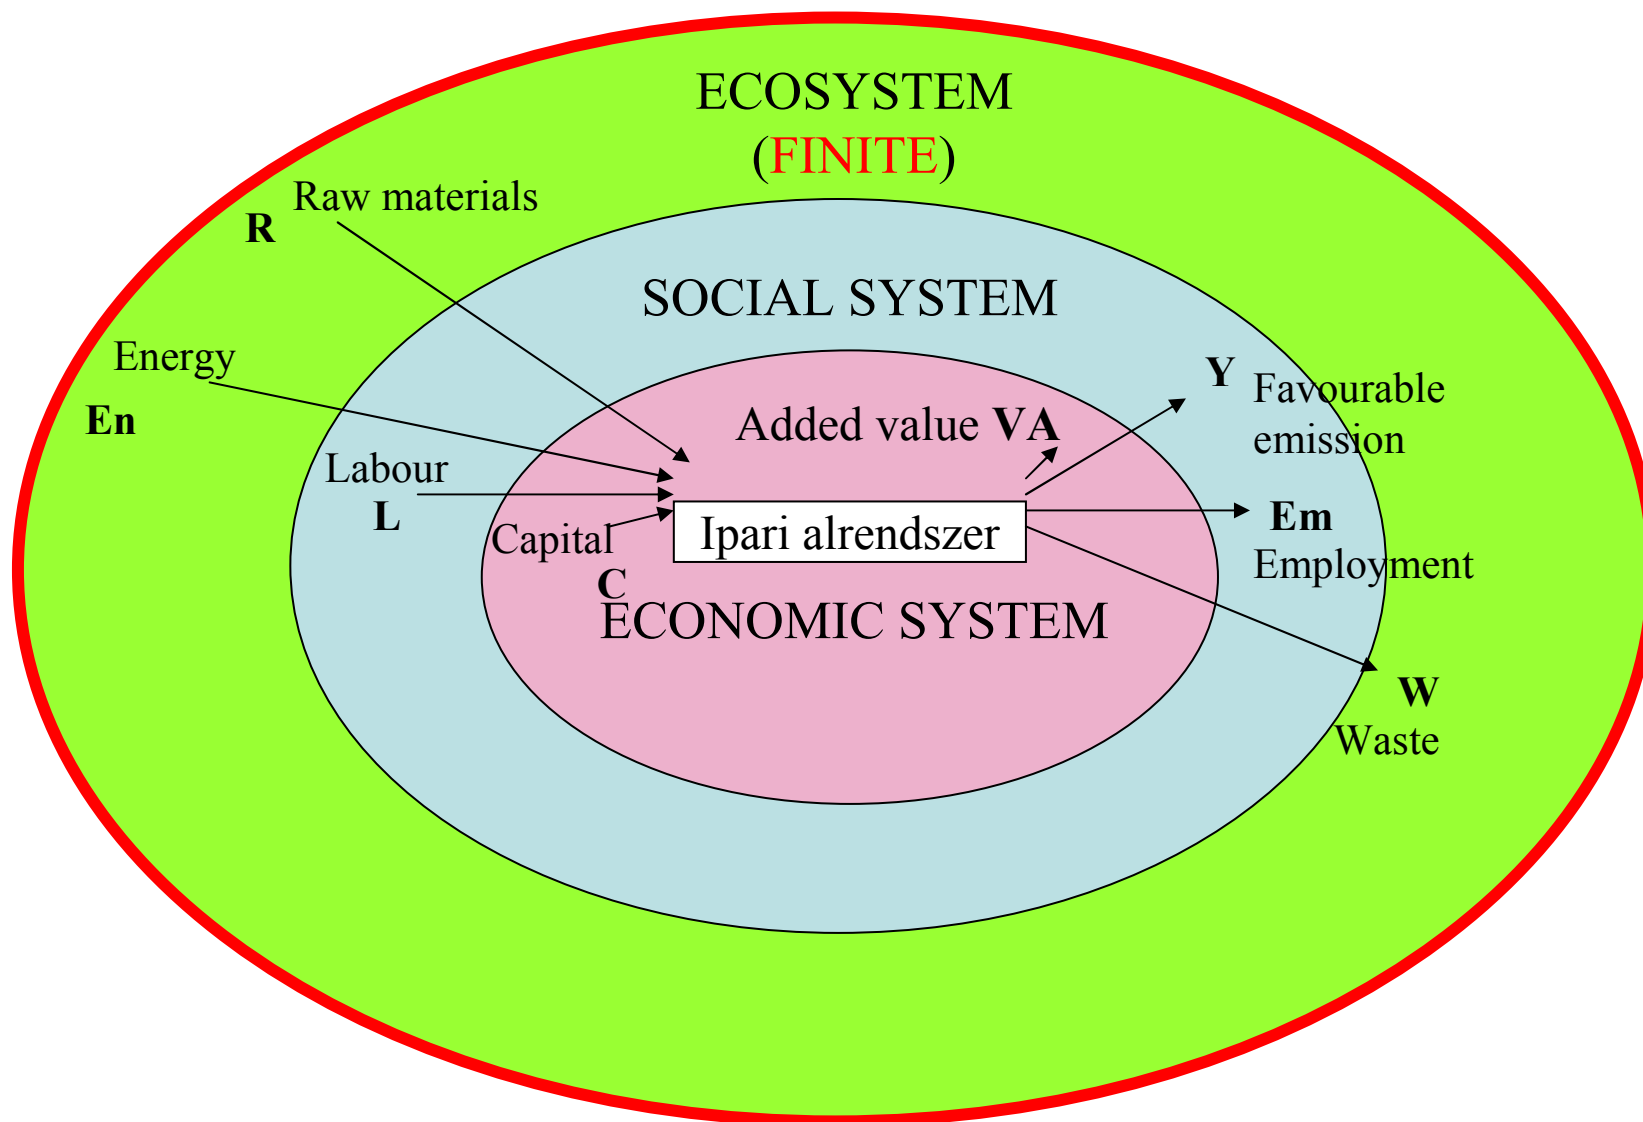 ECOSYSTEM
(FINITE)
Raw materials
R
SOCIAL SYSTEM
Energy
En
Y
Favourable
emission
Added value VA
Labour
L
Em
Employment
Capital
C
Ipari alrendszer
ECONOMIC SYSTEM
W
Waste